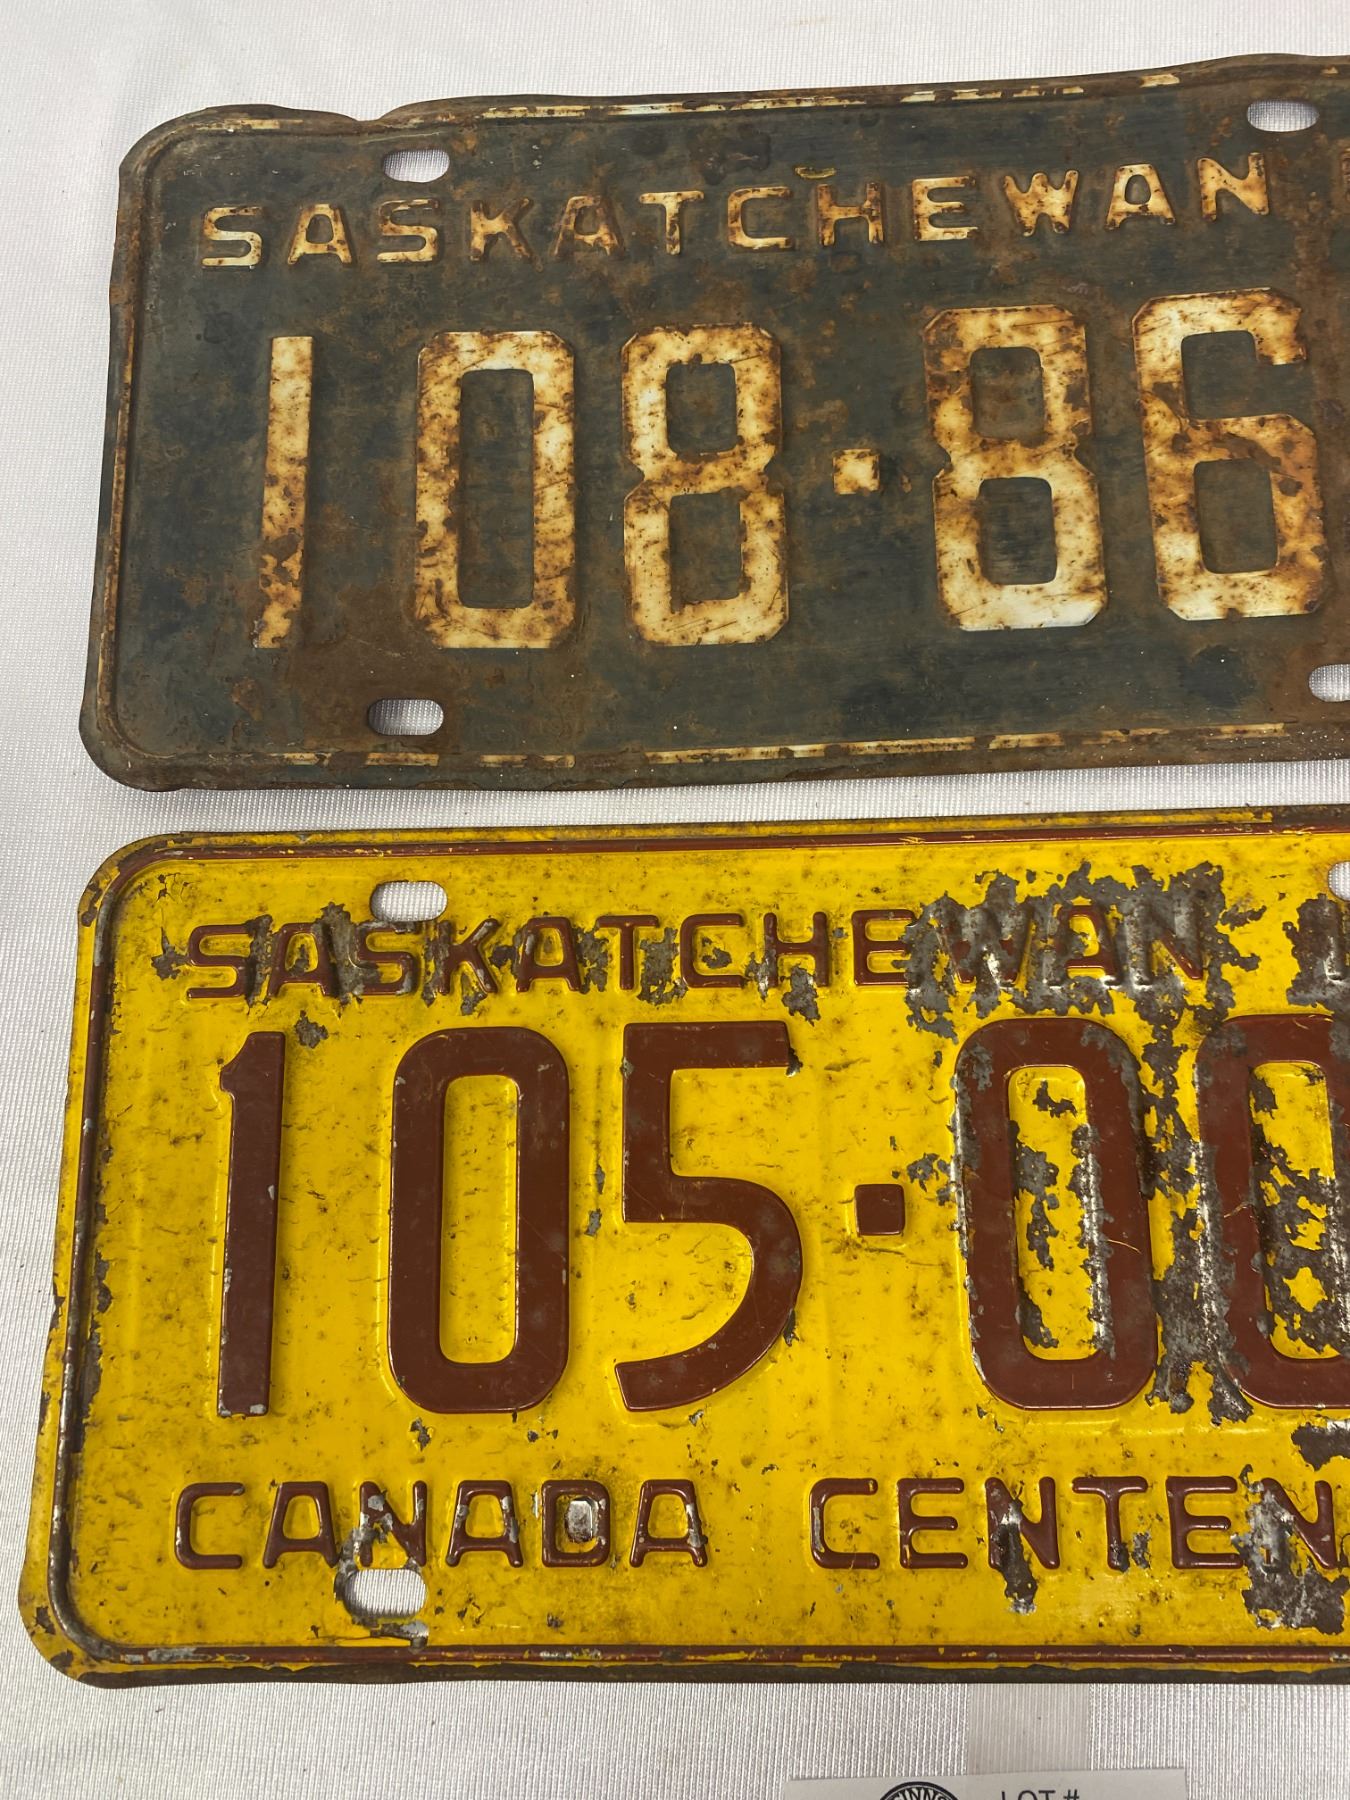 SASKATCHEWAN
108·86
SASKATCHEWAN
105·00
CANADA CENTEN
LOT #